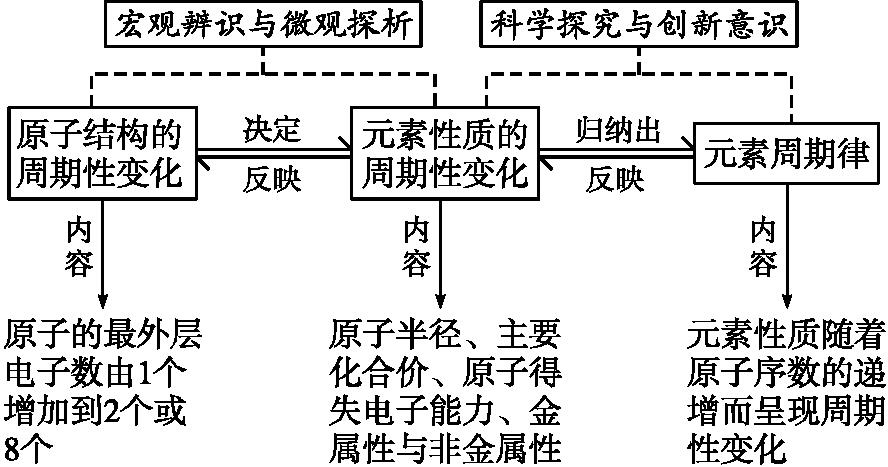 宏观辨识与微观探析
科学探究与创新意识
原子结构的
周期性变化
决定
反映
元素性质的
周期性变化
归纳出
反映
元素周期律
内容
内容
内容
原子的最外层
电子数由1个
增加到2个或
8个
原子半径、主要
化合价、原子得
失电子能力、金
属性与非金属性
元素性质随着
原子序数的递
增而呈现周期
性变化